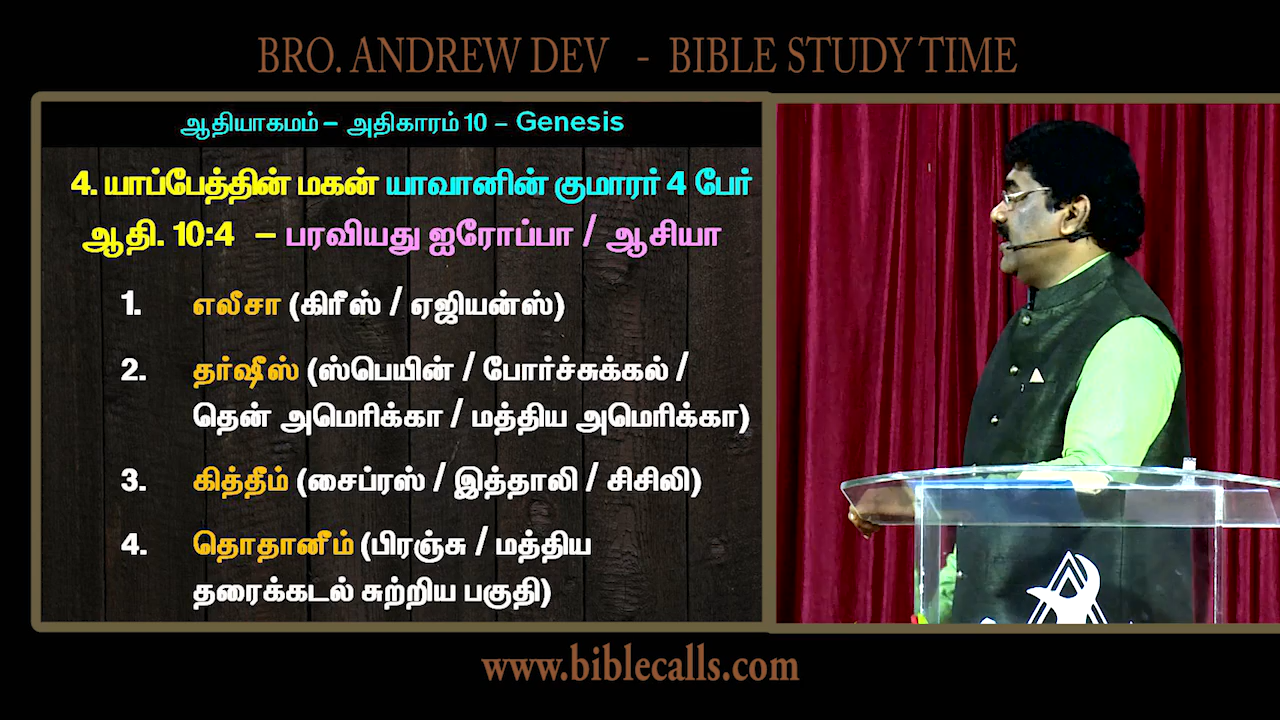 BRO. ANDREW DEV - BIBLE STUDY TIME
ஆதியாகமம் – அதிகாரம் 10 – Genesis
4. யாப்பேத்தின் மகன் யாவானின் குமாரர் 4 பேர்
ஆதி. 10:4 – பரவியது ஐரோப்பா / ஆசியா
1. எலீசா (கிரீஸ் / ஏஜியன்ஸ்)
2. தர்ஷீஸ் (ஸ்பெயின் / போர்ச்சுக்கல் /
தென் அமெரிக்கா / மத்திய அமெரிக்கா)
3. கித்தீம் (சைப்ரஸ் / இத்தாலி / சிசிலி)
4. தொதானீம் (பிரஞ்சு / மத்திய
தரைக்கடல் சுற்றிய பகுதி)
www.biblecalls.com